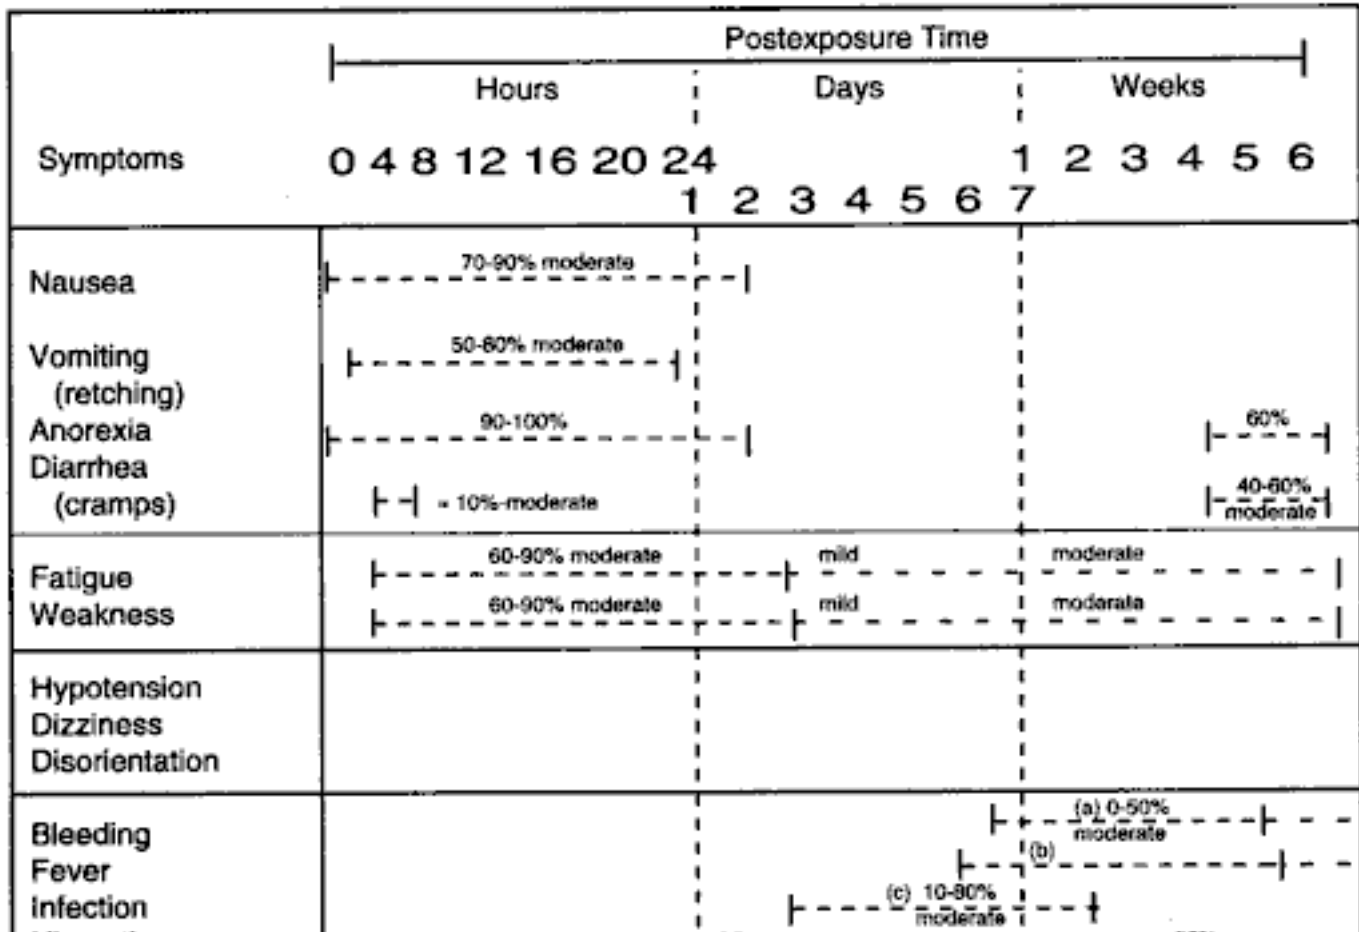 Postexposure Time
Hours Days Weeks
Symptoms 0 4 8 12 16 20 24 1 2 3 4 5 6
1 2 3 4 5 6 7
Nausea 70-90% moderate
Vomiting 50-80% moderate
(retching)
Anorexia 90-100% 60%
Diarrhea
(cramps) ≈ 10%-moderate 40-60%
moderate
Fatigue 60-90% moderate mild moderate
Weakness 60-90% moderate mild moderate
Hypotension
Dizziness
Disorientation
Bleeding (a) 0-50%
moderate
Fever (b)
Infection (c) 10-80%
moderate